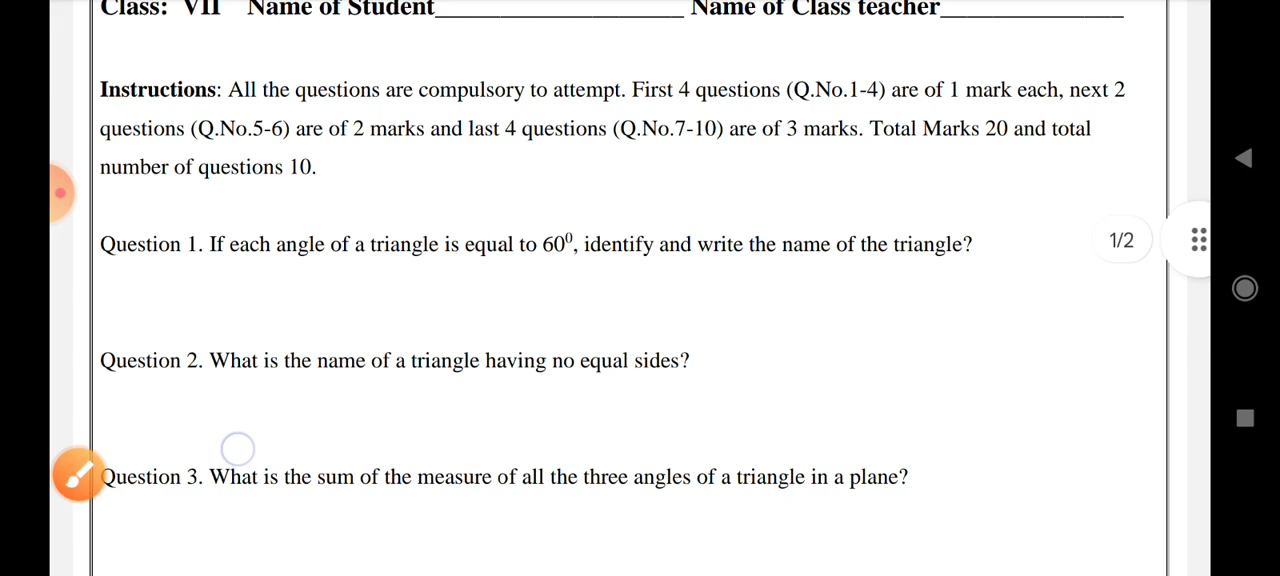 Class: VII Name of Student____________________ Name of Class teacher_______________
Instructions: All the questions are compulsory to attempt. First 4 questions (Q.No.1-4) are of 1 mark each, next 2
questions (Q.No.5-6) are of 2 marks and last 4 questions (Q.No.7-10) are of 3 marks. Total Marks 20 and total
number of questions 10.
Question 1. If each angle of a triangle is equal to 60⁰, identify and write the name of the triangle?
1/2
Question 2. What is the name of a triangle having no equal sides?
Question 3. What is the sum of the measure of all the three angles of a triangle in a plane?